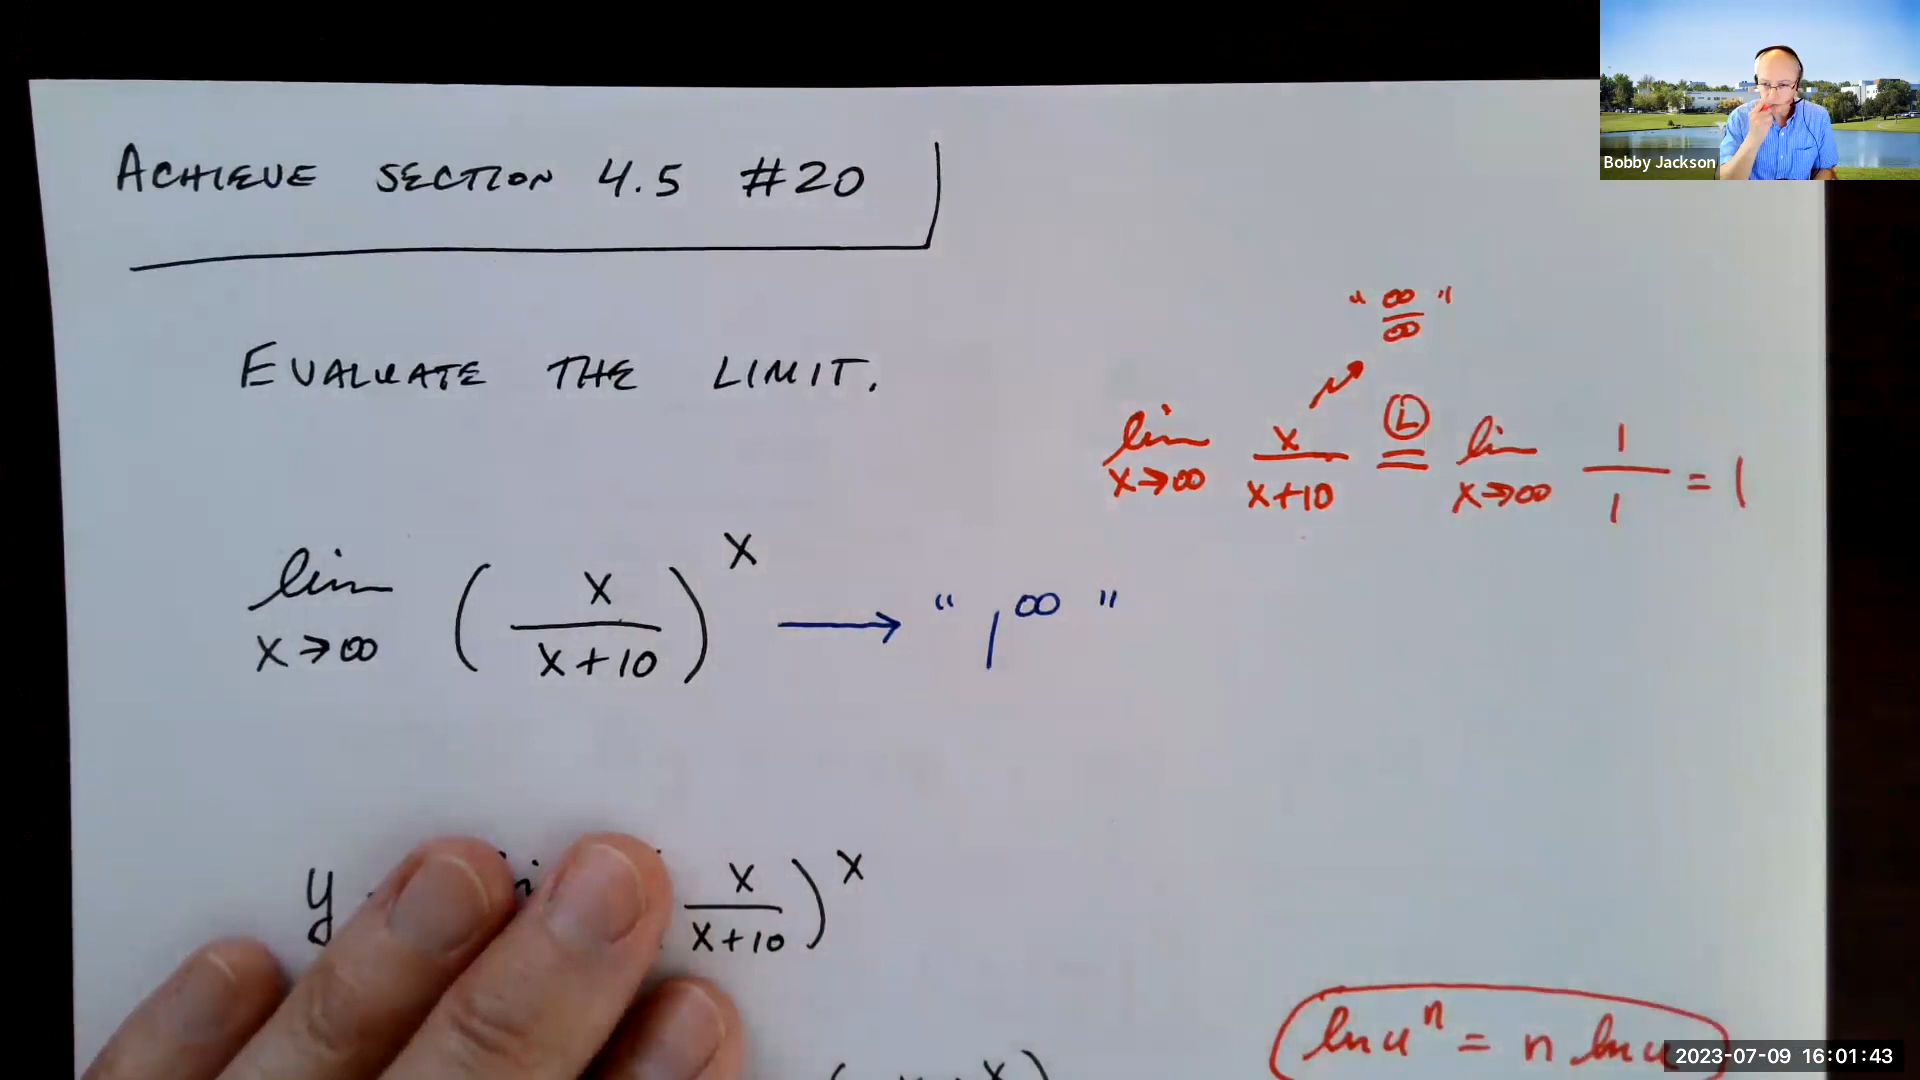 ACHIEVE SECTION 4.5 #20
EVALUATE THE LIMIT.
"∞/∞"
lim x→∞ x/(x+10) Ⓛ= lim x→∞ 1/1 = 1
lim x→∞ (x/(x+10))^x → "1^∞"
y
x/(x+10))^x
ln u^n = n ln u
Bobby Jackson
2023-07-09 16:01:43